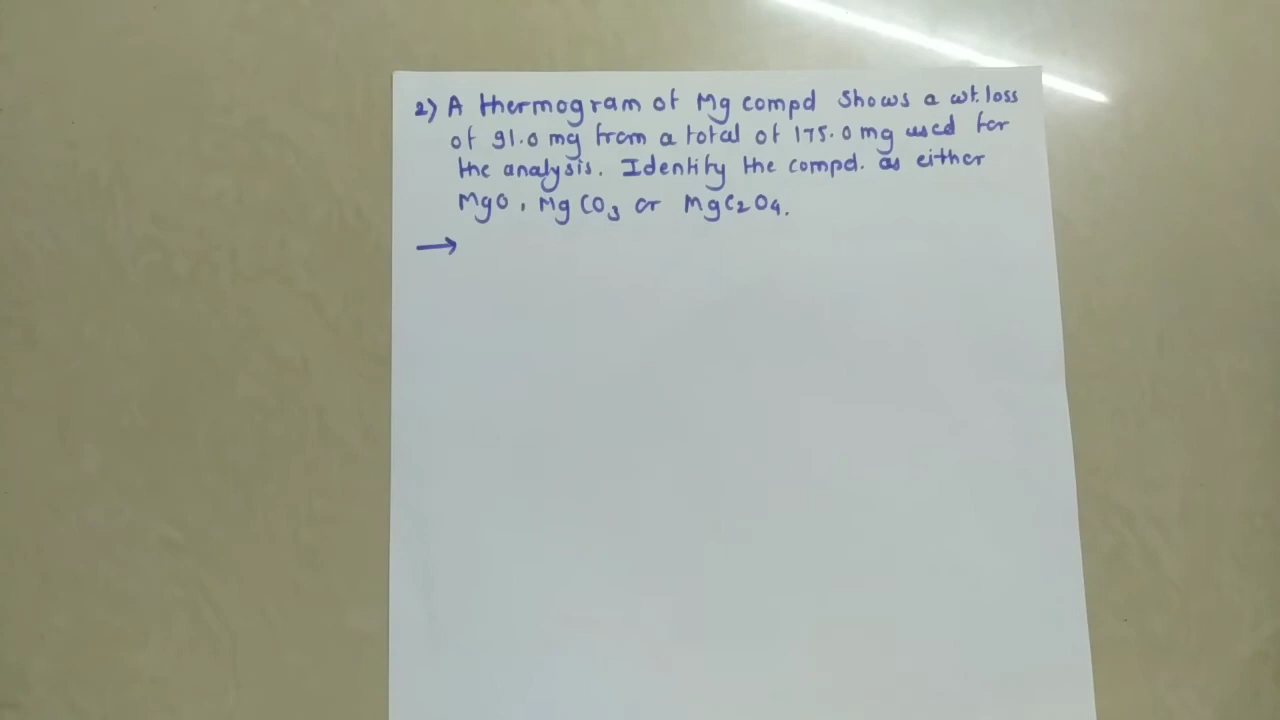 2) A thermogram of Mg compd shows a wt. loss
of 91.0 mg from a total of 175.0 mg used for
the analysis. Identify the compd. as either
MgO, MgCO₃ or MgC₂O₄.
→